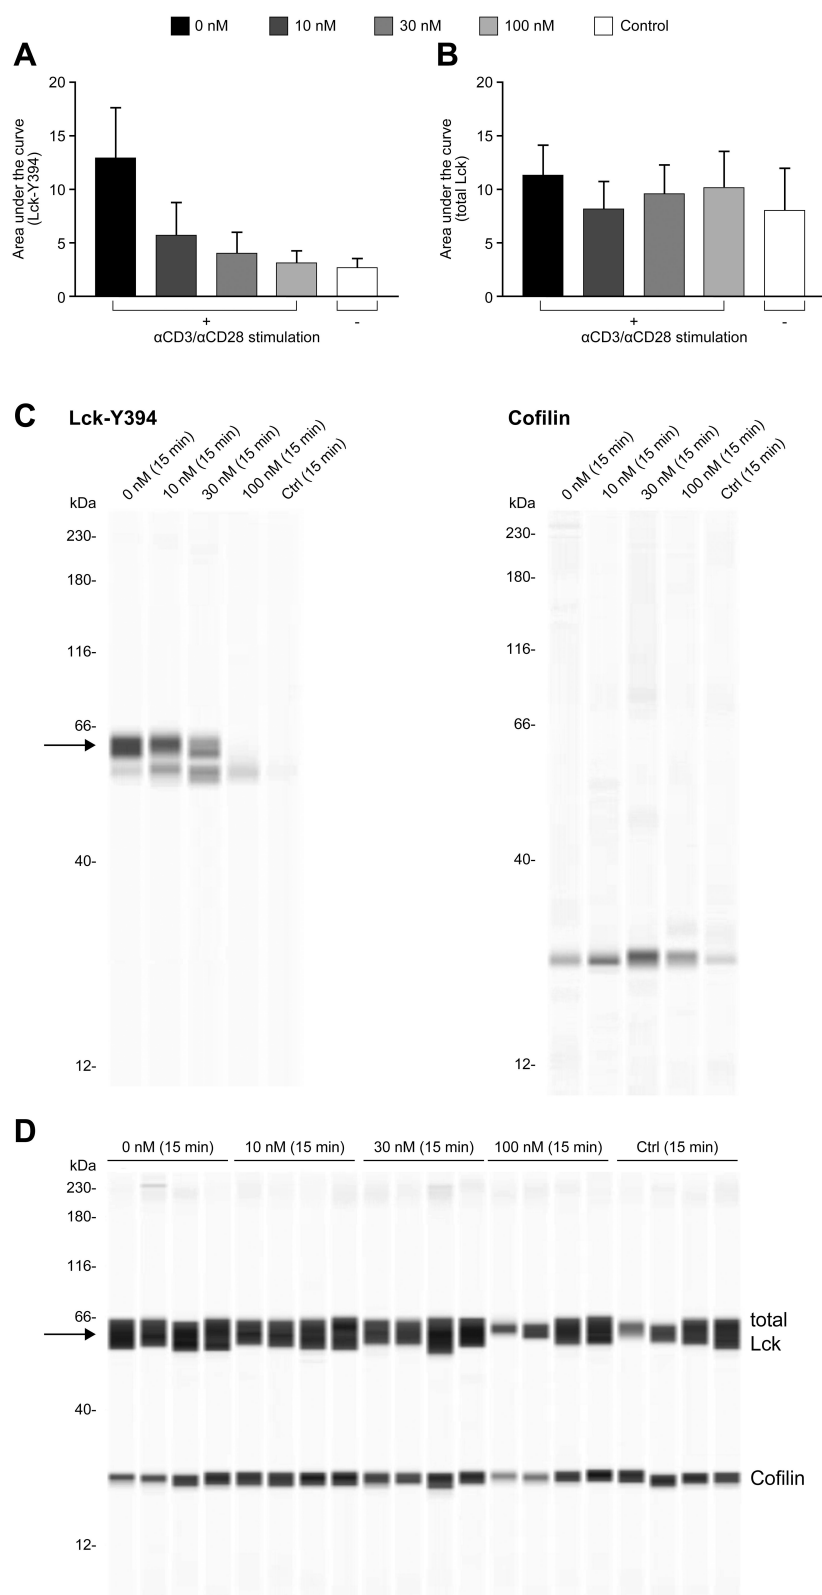 0 nM 10 nM 30 nM 100 nM Control
A
20
15
10
5
0
Area under the curve
(Lck-Y394)
+ -
αCD3/αCD28 stimulation
B
20
15
10
5
0
Area under the curve
(total Lck)
+ -
αCD3/αCD28 stimulation
C
Lck-Y394
0 nM (15 min)
10 nM (15 min)
30 nM (15 min)
100 nM (15 min)
Ctrl (15 min)
kDa
230-
180-
116-
66-
40-
12-
Cofilin
0 nM (15 min)
10 nM (15 min)
30 nM (15 min)
100 nM (15 min)
Ctrl (15 min)
kDa
230-
180-
116-
66-
40-
12-
D
0 nM (15 min) 10 nM (15 min) 30 nM (15 min) 100 nM (15 min) Ctrl (15 min)
kDa
230-
180-
116-
66-
40-
12-
total
Lck
Cofilin